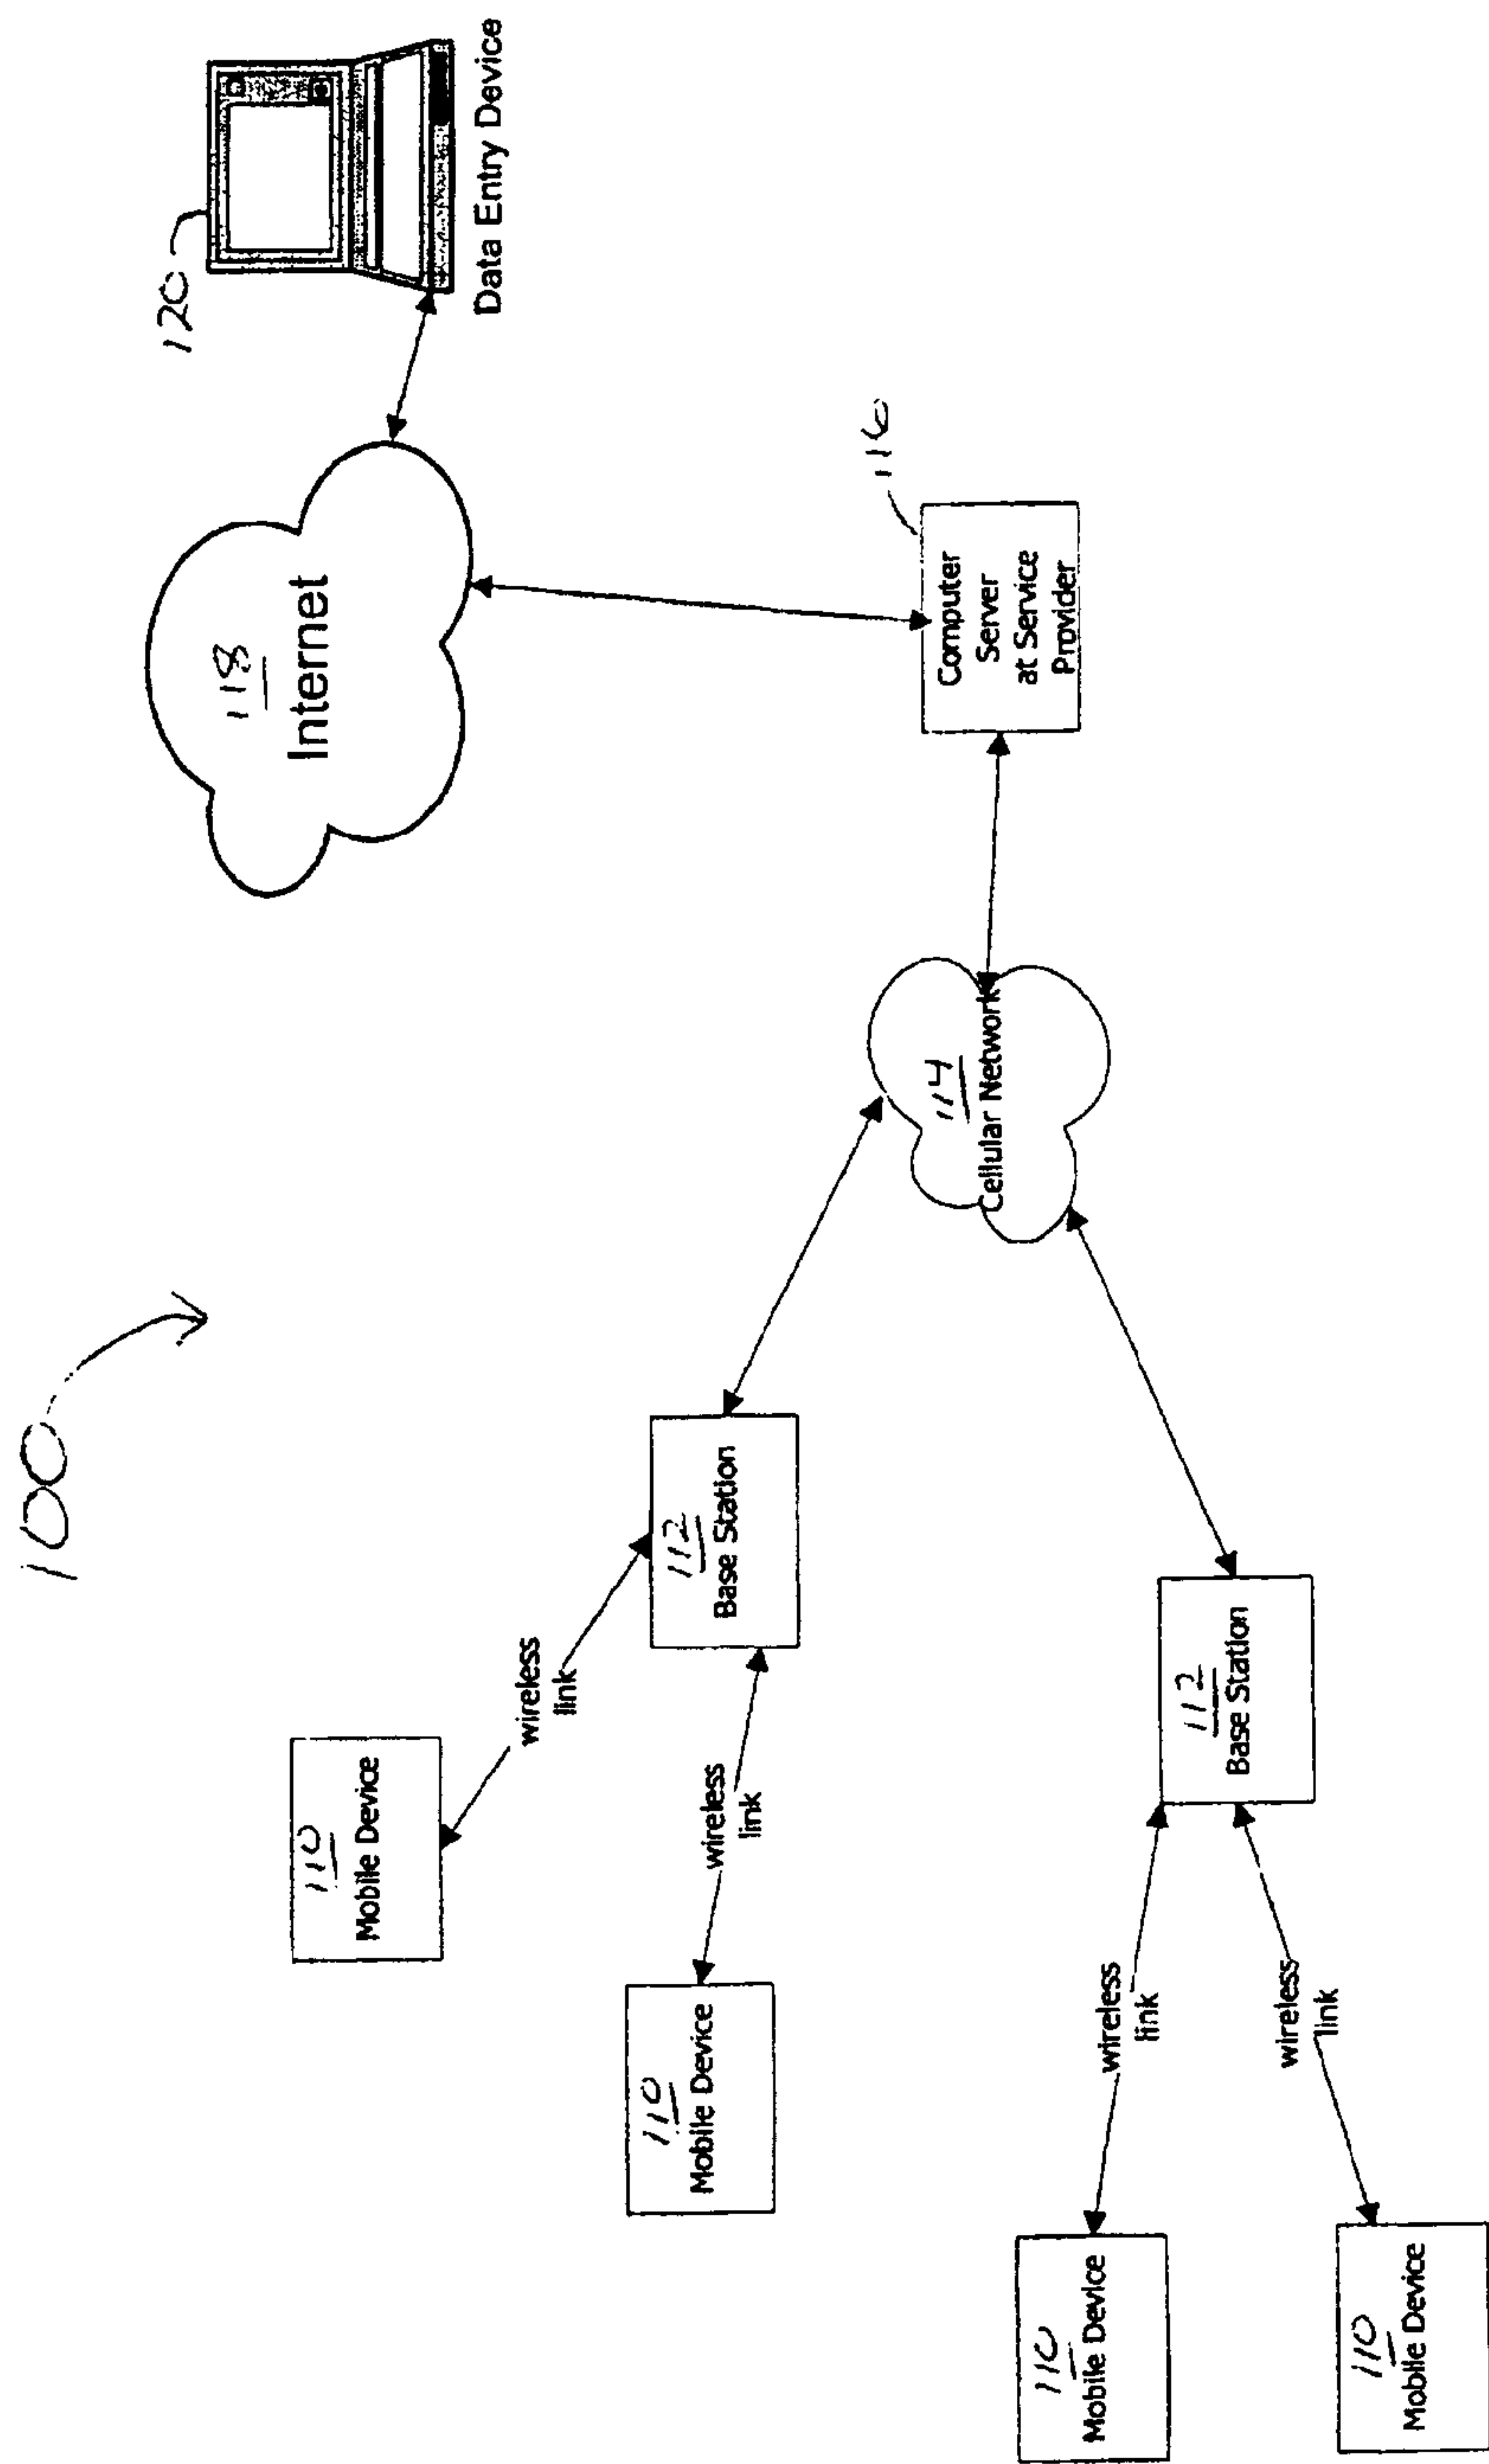 100
120
Data Entry Device
118
Internet
116
Computer
Server
at Service
Provider
114
Cellular Network
110
Mobile Device
wireless
link
112
Base Station
110
Mobile Device
wireless
link
110
Mobile Device
wireless
link
112
Base Station
110
Mobile Device
wireless
link